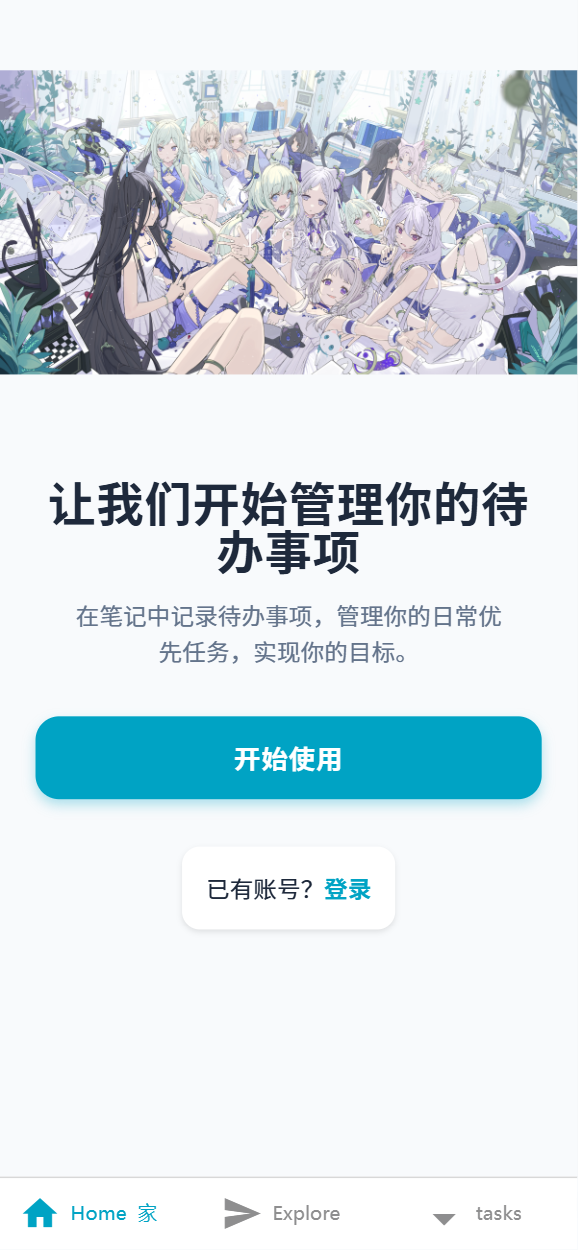 让我们开始管理你的待
办事项
在笔记中记录待办事项，管理你的日常优
先任务，实现你的目标。
开始使用
已有账号？登录
Home 家
Explore
tasks